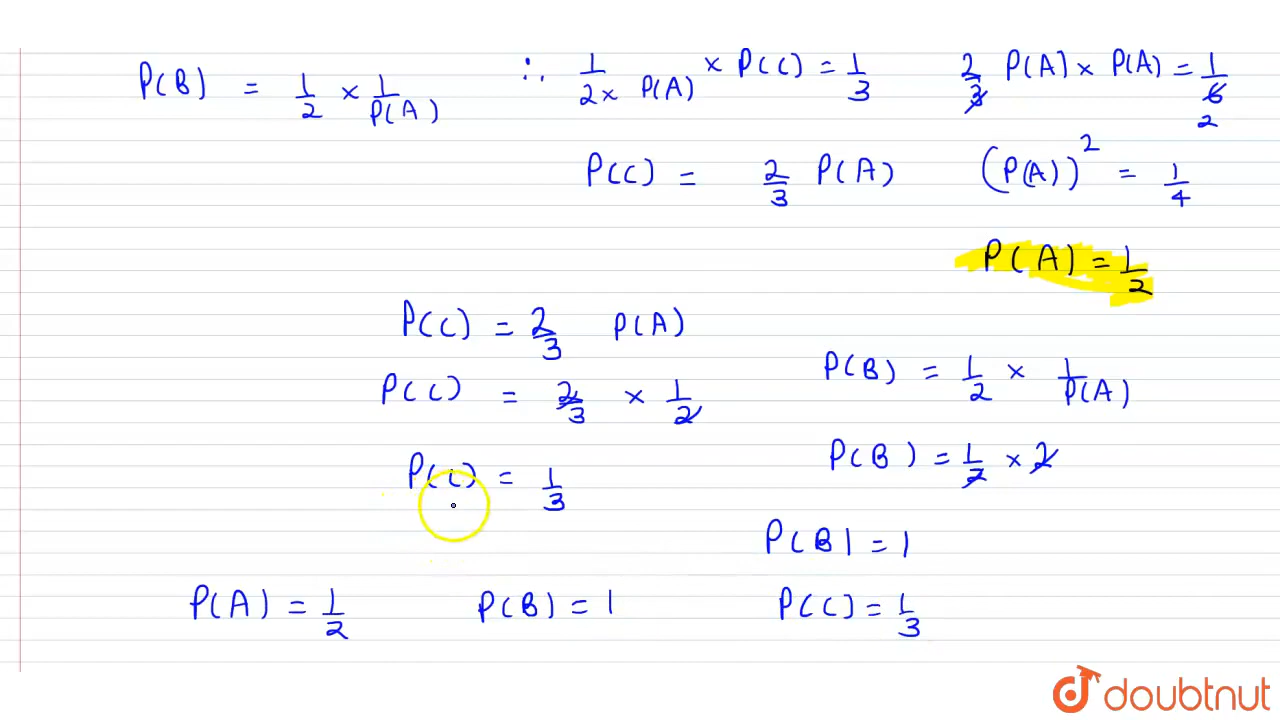 P(B) = 1/2 × 1/P(A)
∴ 1/2× P(A) × P(C) = 1/3
2/3 P(A) × P(A) = 1/6
2
P(C) = 2/3 P(A)
(P(A))² = 1/4
P(A) = 1/2
P(C) = 2/3 P(A)
P(C) = 2/3 × 1/2
P(C) = 1/3
P(B) = 1/2 × 1/P(A)
P(B) = 1/2 × 2
P(B) = 1
P(A) = 1/2 P(B) = 1 P(C) = 1/3
doubtnut